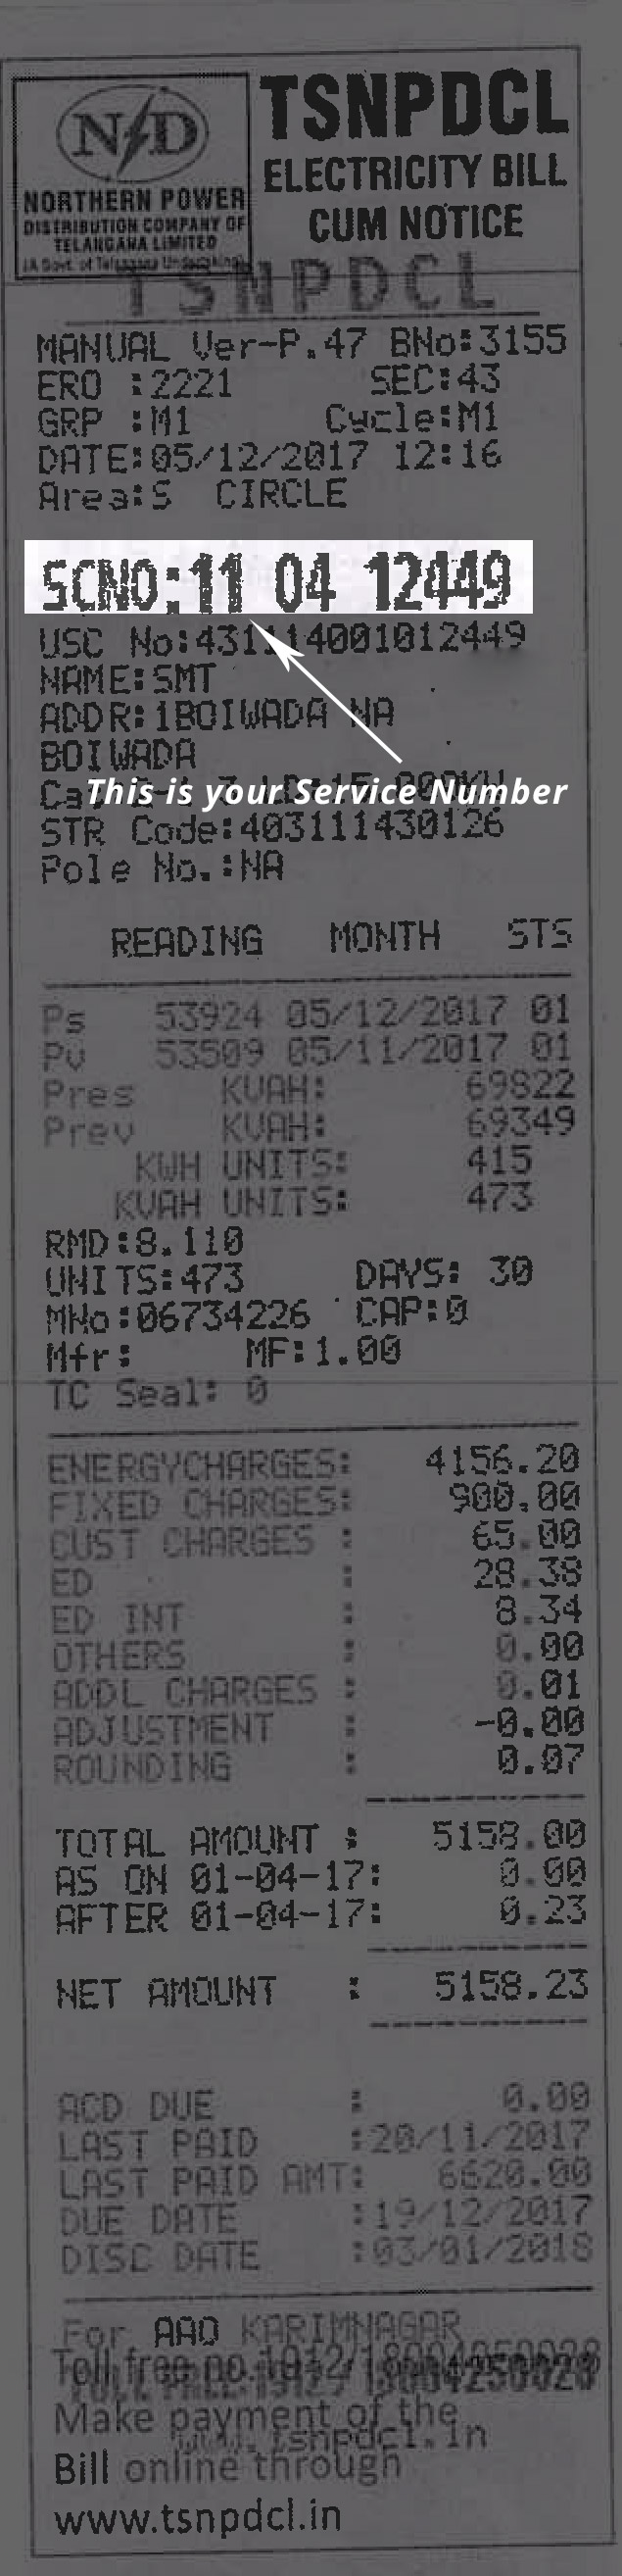 ND
NORTHERN POWER
DISTRIBUTION COMPANY OF
TELANGANA LIMITED
(A Govt. of Telangana Undertaking)
TSNPDCL
ELECTRICITY BILL
CUM NOTICE
TSNPDCL
MANUAL Ver-P.47 BNo:3155
ERO :2221 SEC:43
GRP :M1 Cycle:M1
DATE:05/12/2017 12:16
Area:S CIRCLE
SCNO:11 04 12449
USC No:431114001012449
NAME:SMT
ADDR:1BOIWADA NA
BOIWADA
This is your Service Number
STR Code:403111430126
Pole No.:NA
READING MONTH STS
Ps 53924 05/12/2017 01
Pv 53509 05/11/2017 01
Pres KVAH: 69822
Prev KVAH: 69349
KWH UNITS: 415
KVAH UNITS: 473
RMD:8.110
UNITS:473 DAYS: 30
MNo:06734226 CAP:0
Mfr: MF:1.00
TC Seal: 0
ENERGYCHARGES: 4156.20
FIXED CHARGES: 900.00
CUST CHARGES : 65.00
ED : 28.38
ED INT : 8.34
OTHERS : 0.00
ADDL CHARGES : 0.01
ADJUSTMENT : -0.00
ROUNDING : 0.07
TOTAL AMOUNT : 5158.00
AS ON 01-04-17: 0.00
AFTER 01-04-17: 0.23
NET AMOUNT : 5158.23
ACD DUE : 0.00
LAST PAID :20/11/2017
LAST PAID AMT: 6620.00
DUE DATE :19/12/2017
DISC DATE :03/01/2018
For AAO KARIMNAGAR
Toll free no.
Make payment of the
www.tsnpdcl.in
Bill online through
www.tsnpdcl.in